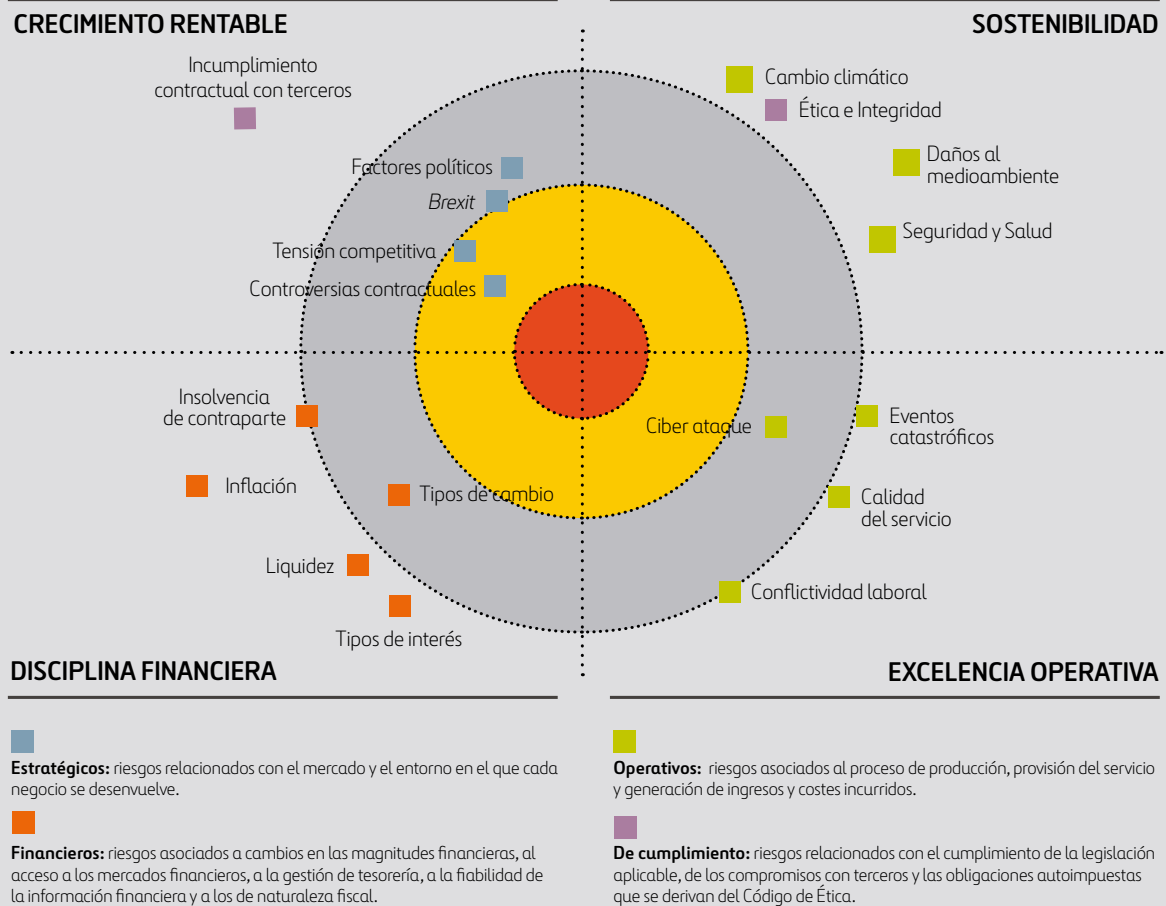 CRECIMIENTO RENTABLE
SOSTENIBILIDAD
Incumplimiento
contractual con terceros
Factores políticos
Brexit
Tensión competitiva
Controversias contractuales
Cambio climático
Ética e Integridad
Daños al
medioambiente
Seguridad y Salud
Insolvencia
de contraparte
Inflación
Tipos de cambio
Liquidez
Tipos de interés
Ciber ataque
Eventos
catastróficos
Calidad
del servicio
Conflictividad laboral
DISCIPLINA FINANCIERA
EXCELENCIA OPERATIVA
Estratégicos: riesgos relacionados con el mercado y el entorno en el que cada
negocio se desenvuelve.
Financieros: riesgos asociados a cambios en las magnitudes financieras, al
acceso a los mercados financieros, a la gestión de tesorería, a la fiabilidad de
la información financiera y a los de naturaleza fiscal.
Operativos: riesgos asociados al proceso de producción, provisión del servicio
y generación de ingresos y costes incurridos.
De cumplimiento: riesgos relacionados con el cumplimiento de la legislación
aplicable, de los compromisos con terceros y las obligaciones autoimpuestas
que se derivan del Código de Ética.